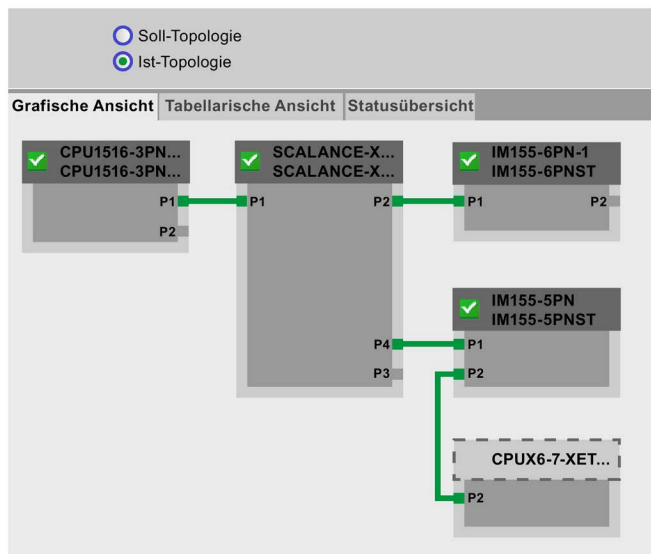 Soll-Topologie
Ist-Topologie
Grafische Ansicht Tabellarische Ansicht Statusübersicht
CPU1516-3PN...
CPU1516-3PN...
P1
P2
SCALANCE-X...
SCALANCE-X...
P1 P2
P4
P3
IM155-6PN-1
IM155-6PNST
P1 P2
IM155-5PN
IM155-5PNST
P1
P2
CPUX6-7-XET...
P2